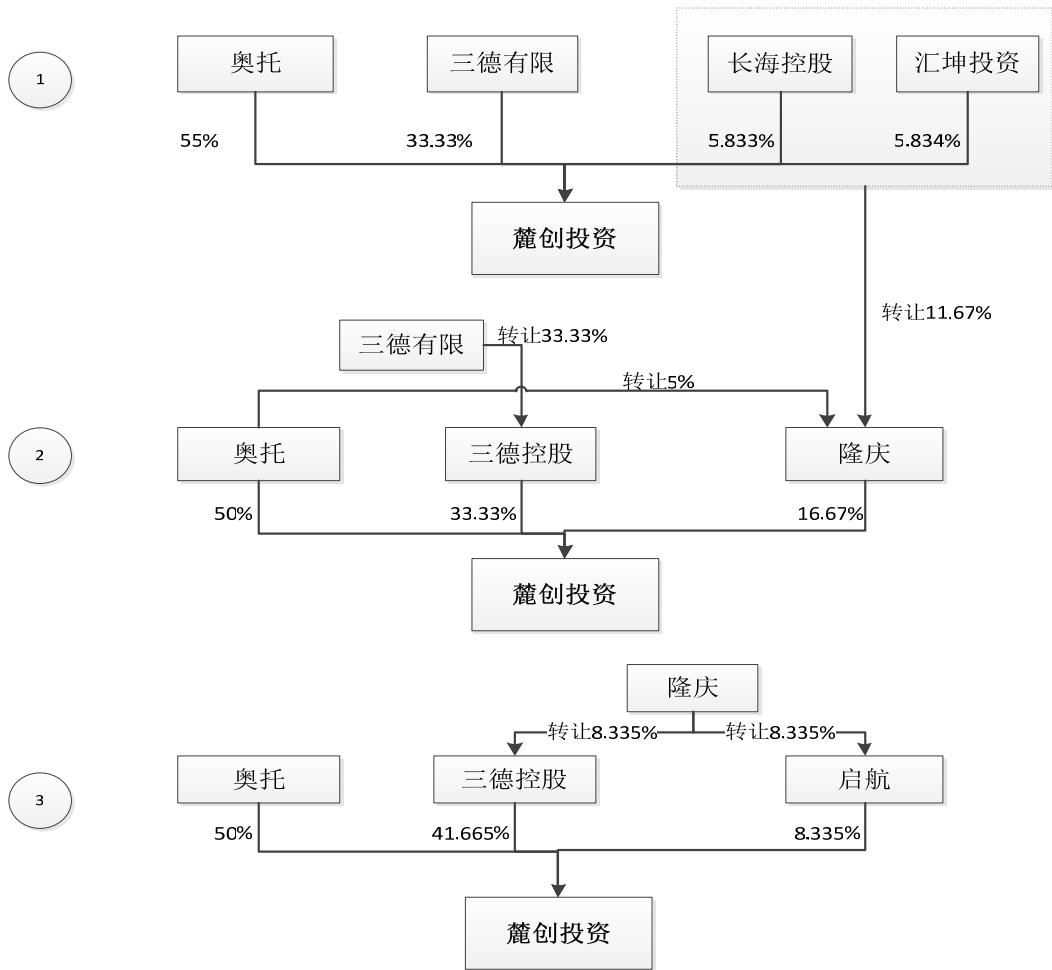 1
奥托
三德有限
长海控股
汇坤投资
55%
33.33%
5.833%
5.834%
麓创投资
转让11.67%
三德有限
转让33.33%
转让5%
2
奥托
三德控股
隆庆
50%
33.33%
16.67%
麓创投资
隆庆
转让8.335%
转让8.335%
3
奥托
三德控股
启航
50%
41.665%
8.335%
麓创投资